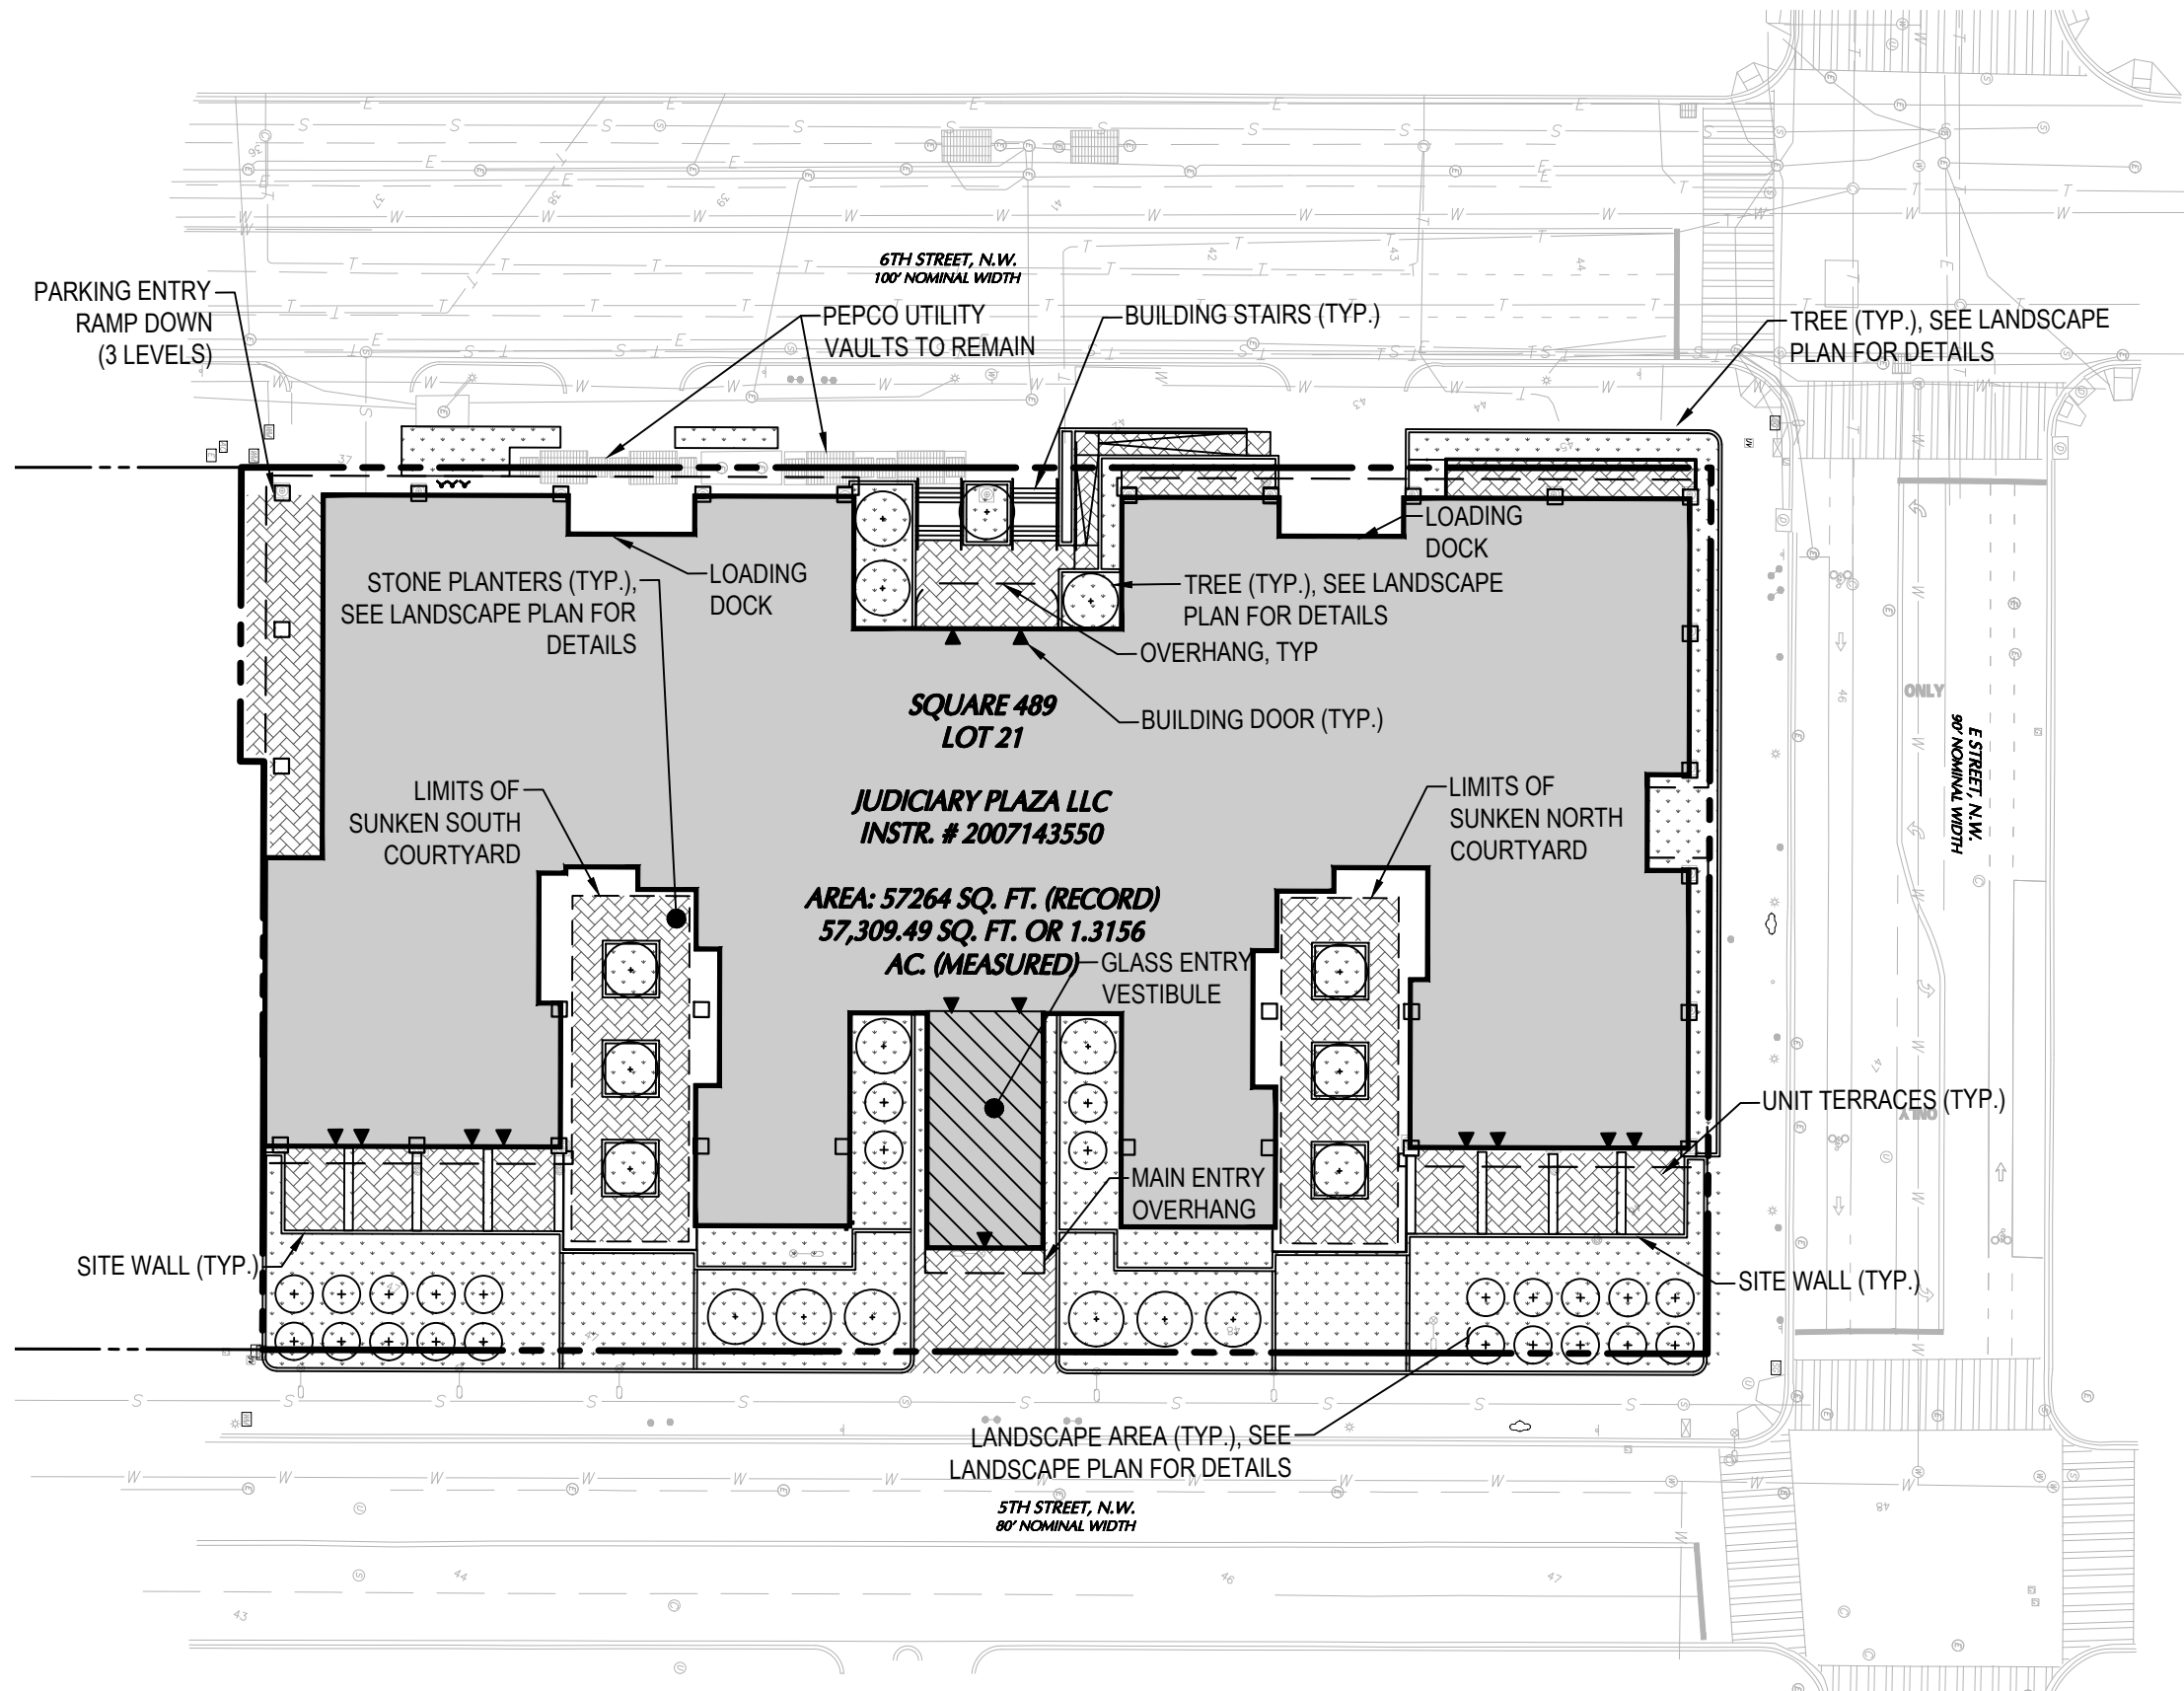 6TH STREET, N.W.
100' NOMINAL WIDTH
PARKING ENTRY
RAMP DOWN
(3 LEVELS)
PEPCO UTILITY
VAULTS TO REMAIN
BUILDING STAIRS (TYP.)
TREE (TYP.), SEE LANDSCAPE
PLAN FOR DETAILS
LOADING
DOCK
STONE PLANTERS (TYP.),
SEE LANDSCAPE PLAN FOR
DETAILS
LOADING
DOCK
TREE (TYP.), SEE LANDSCAPE
PLAN FOR DETAILS
OVERHANG, TYP
BUILDING DOOR (TYP.)
SQUARE 489
LOT 21
JUDICIARY PLAZA LLC
INSTR. # 2007143550
AREA: 57264 SQ. FT. (RECORD)
57,309.49 SQ. FT. OR 1.3156
AC. (MEASURED)
LIMITS OF
SUNKEN SOUTH
COURTYARD
LIMITS OF
SUNKEN NORTH
COURTYARD
ONLY
E STREET, N.W.
90' NOMINAL WIDTH
GLASS ENTRY
VESTIBULE
UNIT TERRACES (TYP.)
ONLY
MAIN ENTRY
OVERHANG
SITE WALL (TYP.)
SITE WALL (TYP.)
LANDSCAPE AREA (TYP.), SEE
LANDSCAPE PLAN FOR DETAILS
5TH STREET, N.W.
80' NOMINAL WIDTH